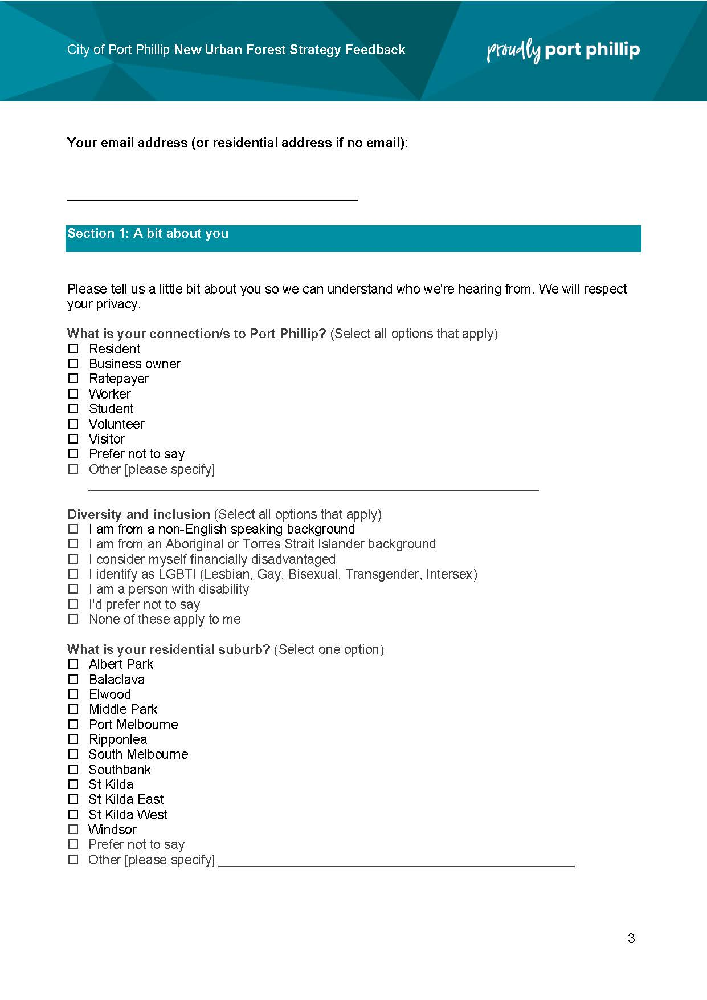 City of Port Phillip New Urban Forest Strategy Feedback
proudly port phillip
Your email address (or residential address if no email):
Section 1: A bit about you
Please tell us a little bit about you so we can understand who we're hearing from. We will respect
your privacy.
What is your connection/s to Port Phillip? (Select all options that apply)
☐ Resident
☐ Business owner
☐ Ratepayer
☐ Worker
☐ Student
☐ Volunteer
☐ Visitor
☐ Prefer not to say
☐ Other [please specify]
Diversity and inclusion (Select all options that apply)
☐ I am from a non-English speaking background
☐ I am from an Aboriginal or Torres Strait Islander background
☐ I consider myself financially disadvantaged
☐ I identify as LGBTI (Lesbian, Gay, Bisexual, Transgender, Intersex)
☐ I am a person with disability
☐ I'd prefer not to say
☐ None of these apply to me
What is your residential suburb? (Select one option)
☐ Albert Park
☐ Balaclava
☐ Elwood
☐ Middle Park
☐ Port Melbourne
☐ Ripponlea
☐ South Melbourne
☐ Southbank
☐ St Kilda
☐ St Kilda East
☐ St Kilda West
☐ Windsor
☐ Prefer not to say
☐ Other [please specify]
3